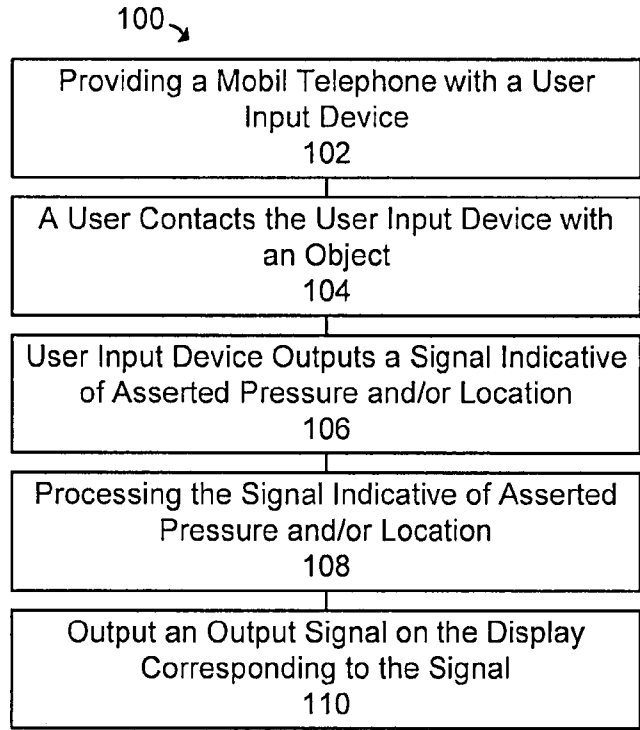 100
Providing a Mobil Telephone with a User
Input Device
102
A User Contacts the User Input Device with
an Object
104
User Input Device Outputs a Signal Indicative
of Asserted Pressure and/or Location
106
Processing the Signal Indicative of Asserted
Pressure and/or Location
108
Output an Output Signal on the Display
Corresponding to the Signal
110